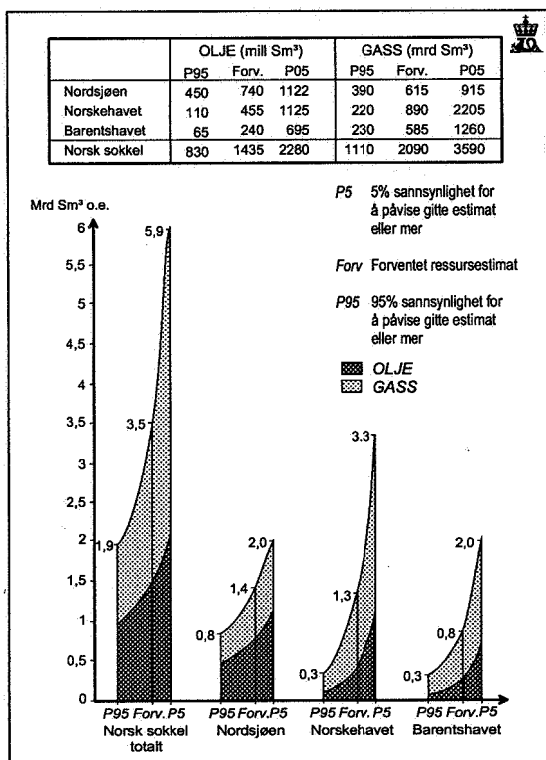 OLJE (mill Sm³) GASS (mrd Sm³)
P95 Forv. P05 P95 Forv. P05
Nordsjøen 450 740 1122 390 615 915
Norskehavet 110 455 1125 220 890 2205
Barentshavet 65 240 695 230 585 1260
Norsk sokkel 830 1435 2280 1110 2090 3590
P5 5% sannsynlighet for
å påvise gitte estimat
eller mer
Forv Forventet ressursestimat
P95 95% sannsynlighet for
å påvise gitte estimat
eller mer
OLJE
GASS
Mrd Sm³ o.e.
6
5,5
5
4,5
4
3,5
3
2,5
2
1,5
1
0,5
0
1,9
3,5
5,9
0,8
1,4
2,0
0,3
1,3
3.3
0,3
0,8
2,0
P95 Forv. P5
Norsk sokkel
totalt
P95 Forv. P5
Nordsjøen
P95 Forv. P5
Norskehavet
P95 Forv. P5
Barentshavet